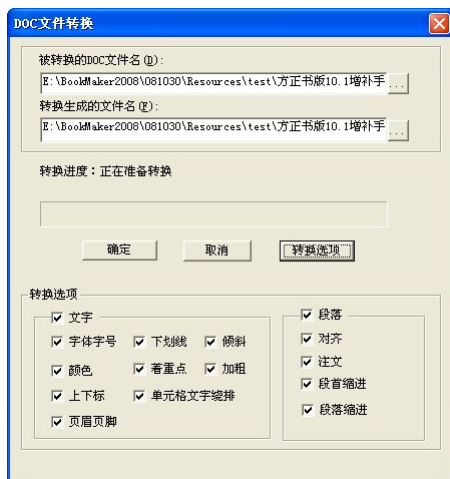 DOC文件转换
被转换的DOC文件名(D):
E:\BookMaker2008\081030\Resources\test\方正书版10.1增补手 ...
转换生成的文件名(F):
E:\BookMaker2008\081030\Resources\test\方正书版10.1增补手 ...
转换进度：正在准备转换
确定 取消 转换选项
转换选项
文字
字体字号 下划线 倾斜
颜色 着重点 加粗
上下标 单元格文字绕排
页眉页脚
段落
对齐
注文
段首缩进
段落缩进